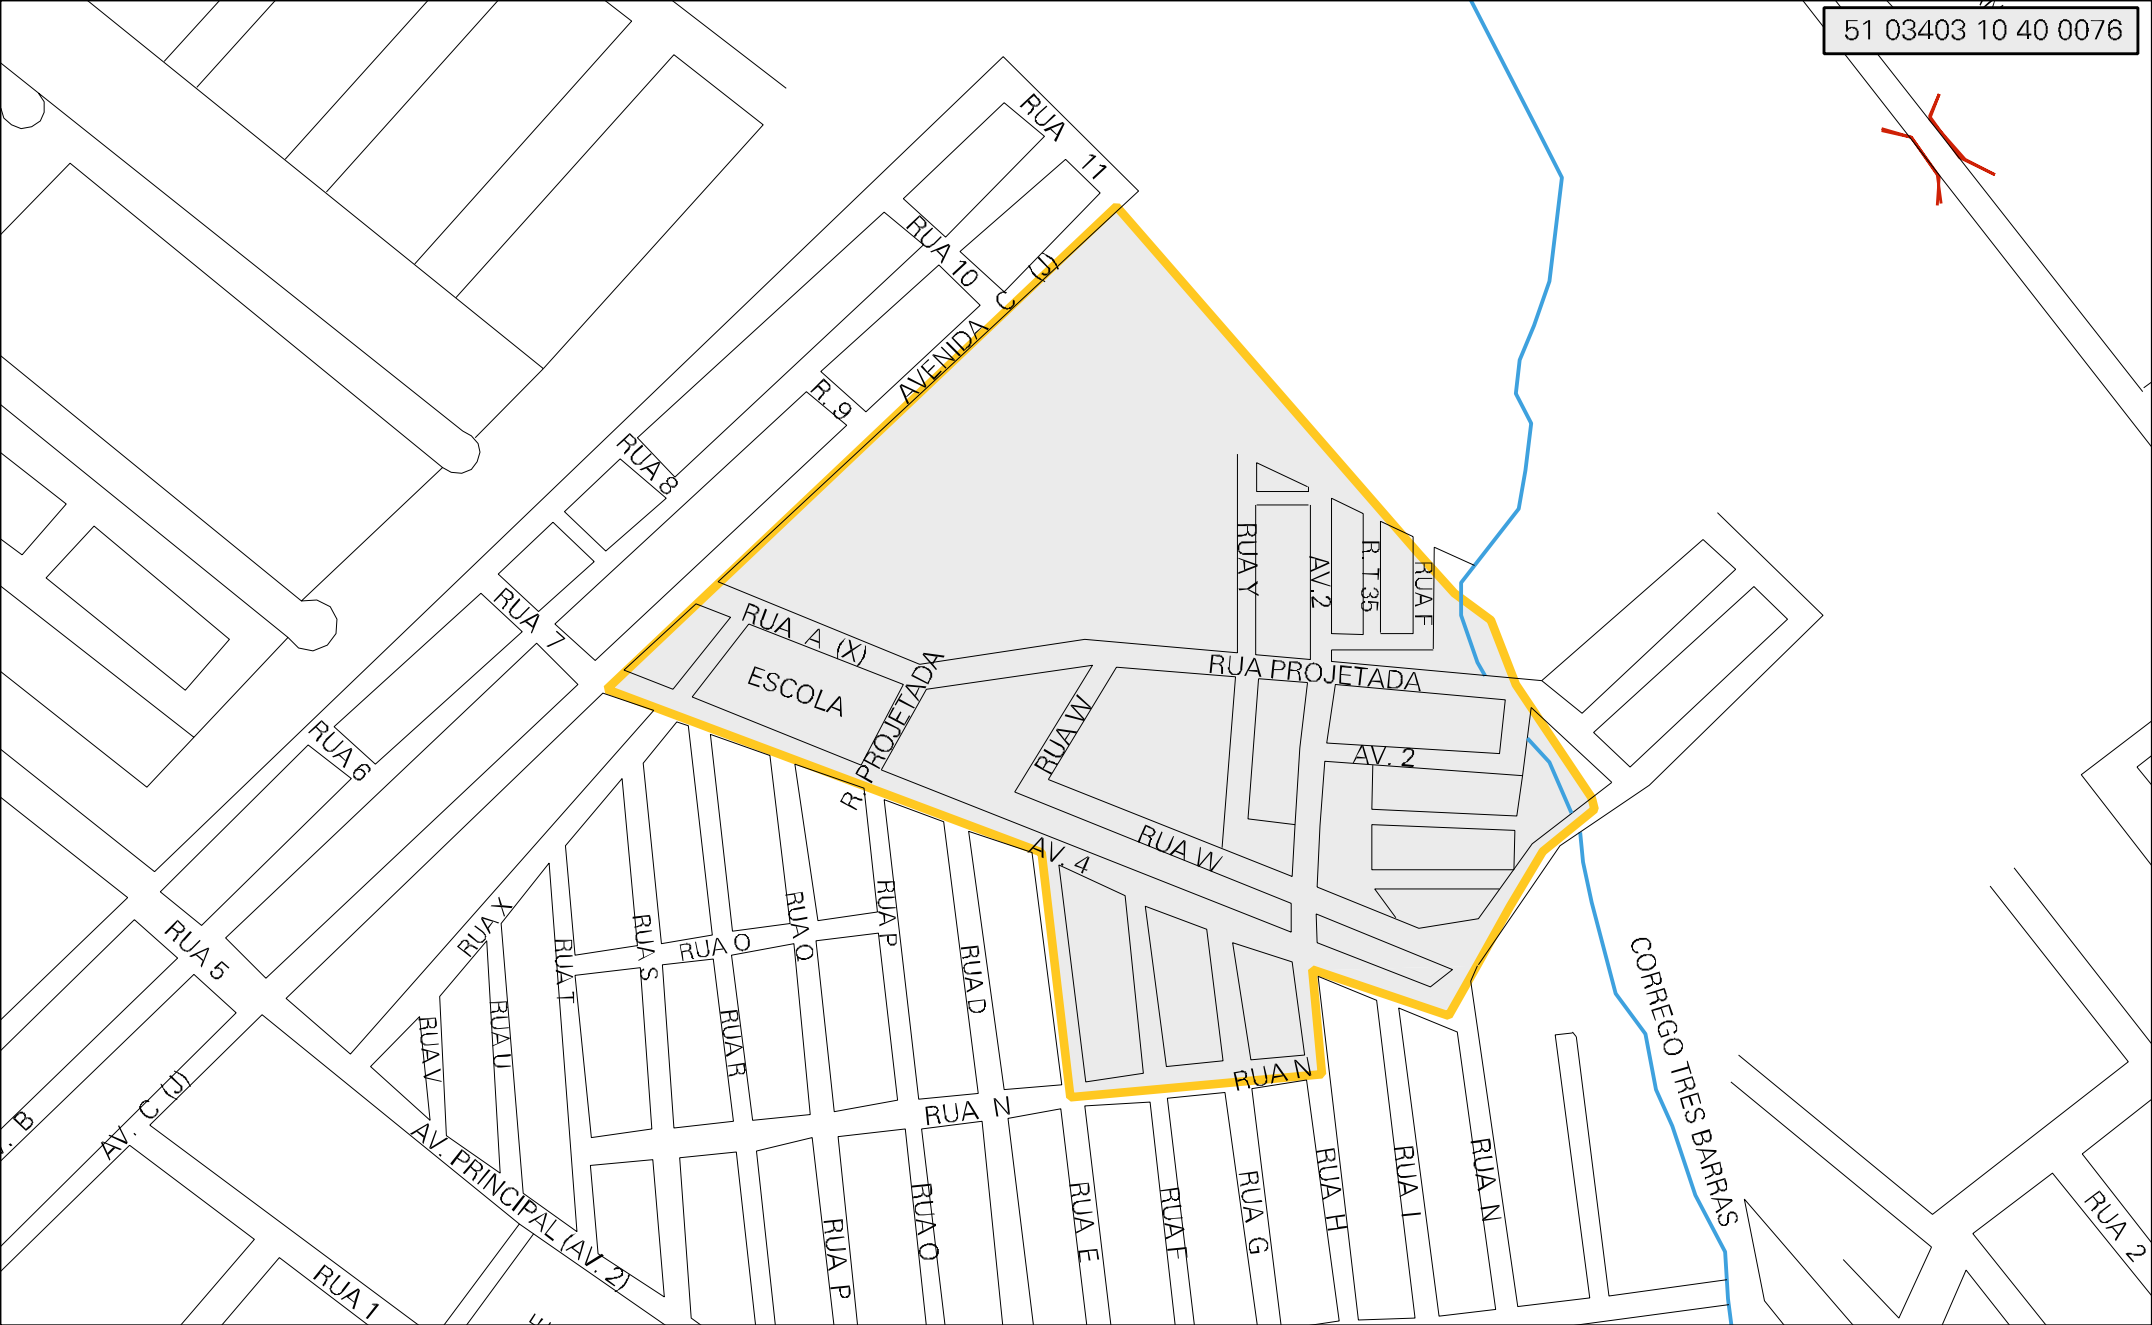 51 03403 10 40 0076
RUA 11
RUA 10
AVENIDA C (J)
R. 9
RUA 8
RUA 7
RUA 6
RUA 5
RUA Y
AV. 2
R. T 35
RUA F
RUA A (X)
ESCOLA
R. PROJETADA
RUA PROJETADA
RUA W
AV. 2
RUA W
AV. 4
RUA X
RUA S
RUA O
RUA Q
RUA P
RUA T
RUA D
RUA V
RUA U
RUA R
CORREGO TRES BARRAS
RUA N
RUA N
. B
AV. C (J)
AV. PRINCIPAL (AV. 2)
RUA P
RUA O
RUA E
RUA F
RUA G
RUA H
RUA I
RUA N
RUA 2
RUA 1